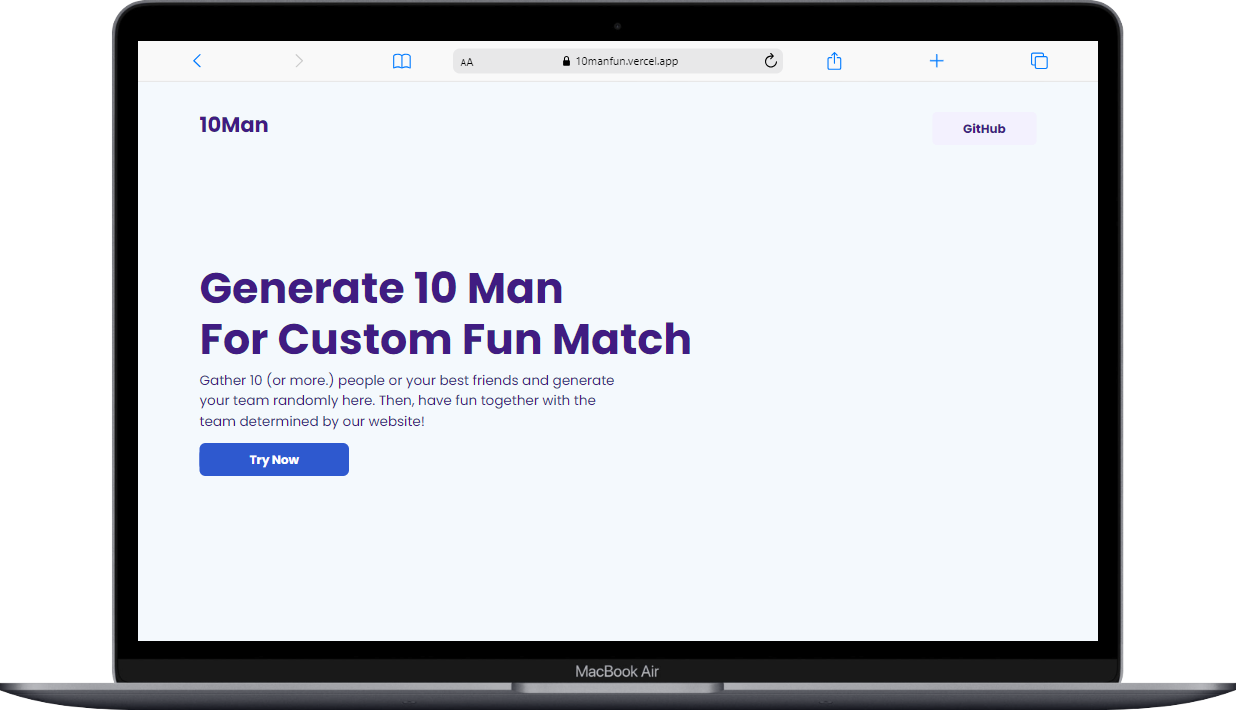 AA 10manfun.vercel.app
10Man
GitHub
Generate 10 Man
For Custom Fun Match
Gather 10 (or more.) people or your best friends and generate
your team randomly here. Then, have fun together with the
team determined by our website!
Try Now
MacBook Air